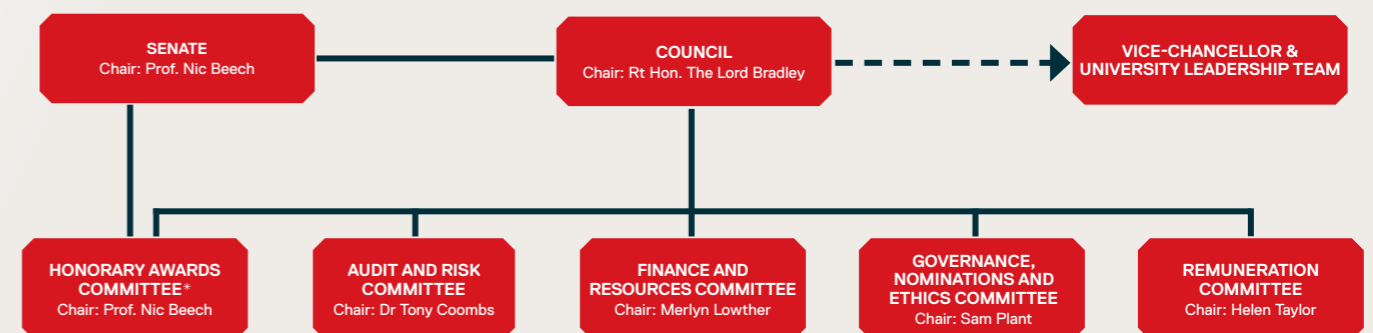 SENATE
Chair: Prof. Nic Beech
COUNCIL
Chair: Rt Hon. The Lord Bradley
VICE-CHANCELLOR &
UNIVERSITY LEADERSHIP TEAM
HONORARY AWARDS
COMMITTEE*
Chair: Prof. Nic Beech
AUDIT AND RISK
COMMITTEE
Chair: Dr Tony Coombs
FINANCE AND
RESOURCES COMMITTEE
Chair: Merlyn Lowther
GOVERNANCE,
NOMINATIONS AND
ETHICS COMMITTEE
Chair: Sam Plant
REMUNERATION
COMMITTEE
Chair: Helen Taylor